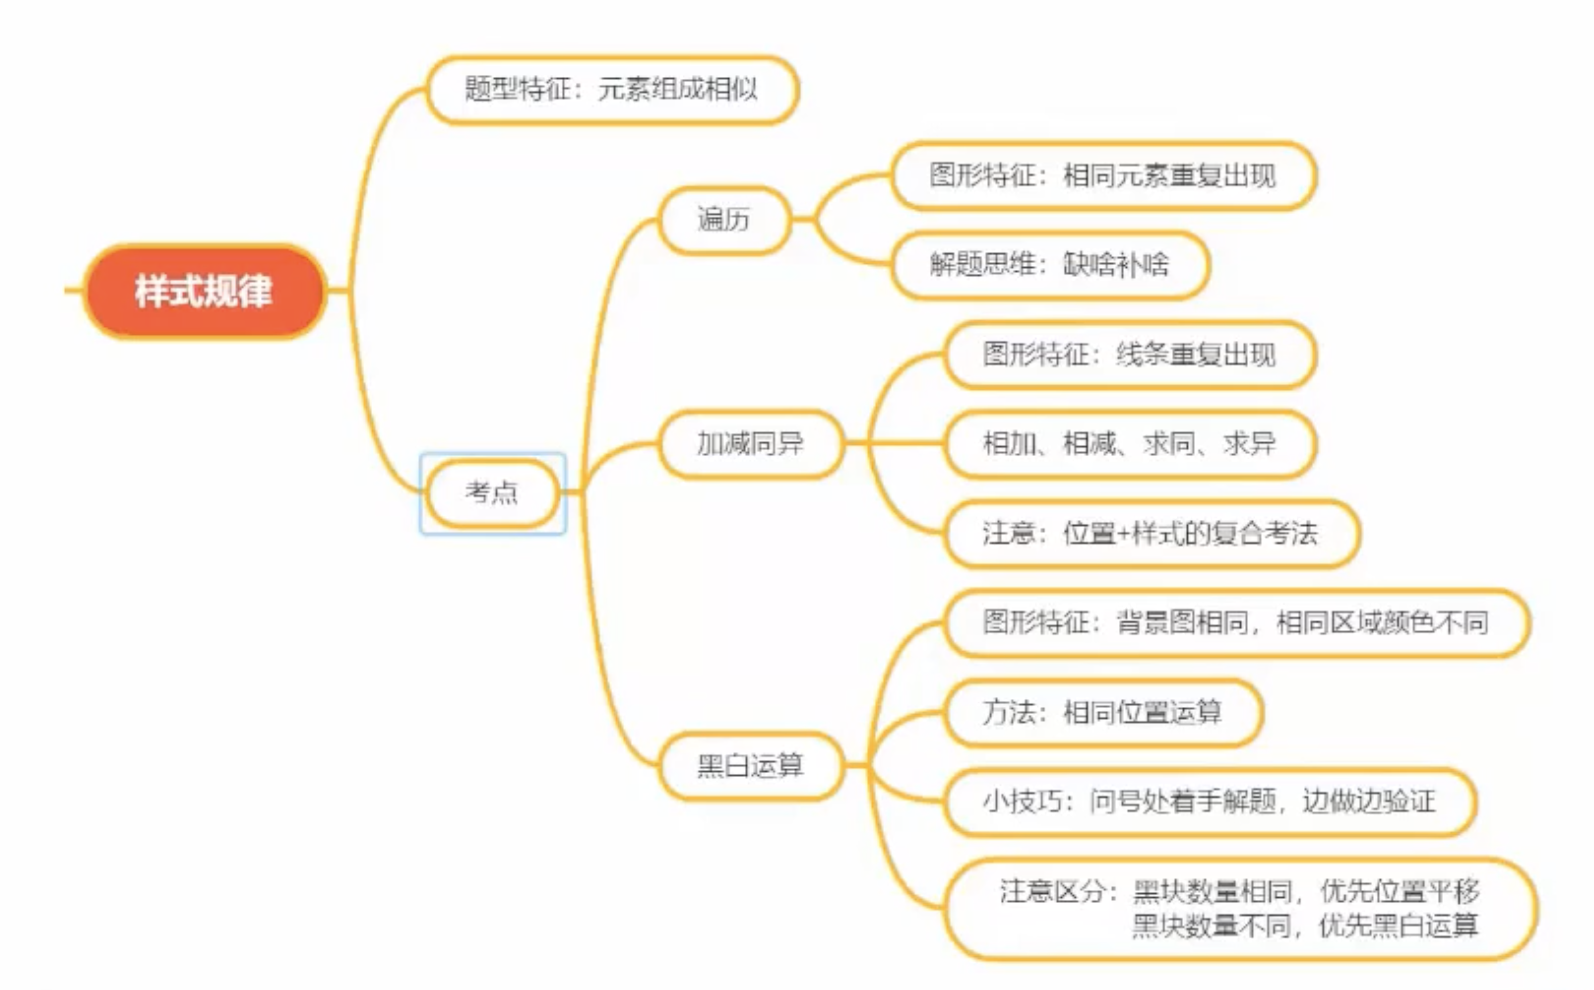 题型特征：元素组成相似
图形特征：相同元素重复出现
遍历
解题思维：缺啥补啥
样式规律
图形特征：线条重复出现
加减同异
相加、相减、求同、求异
考点
注意：位置+样式的复合考法
图形特征：背景图相同，相同区域颜色不同
方法：相同位置运算
黑白运算
小技巧：问号处着手解题，边做边验证
注意区分：黑块数量相同，优先位置平移
黑块数量不同，优先黑白运算